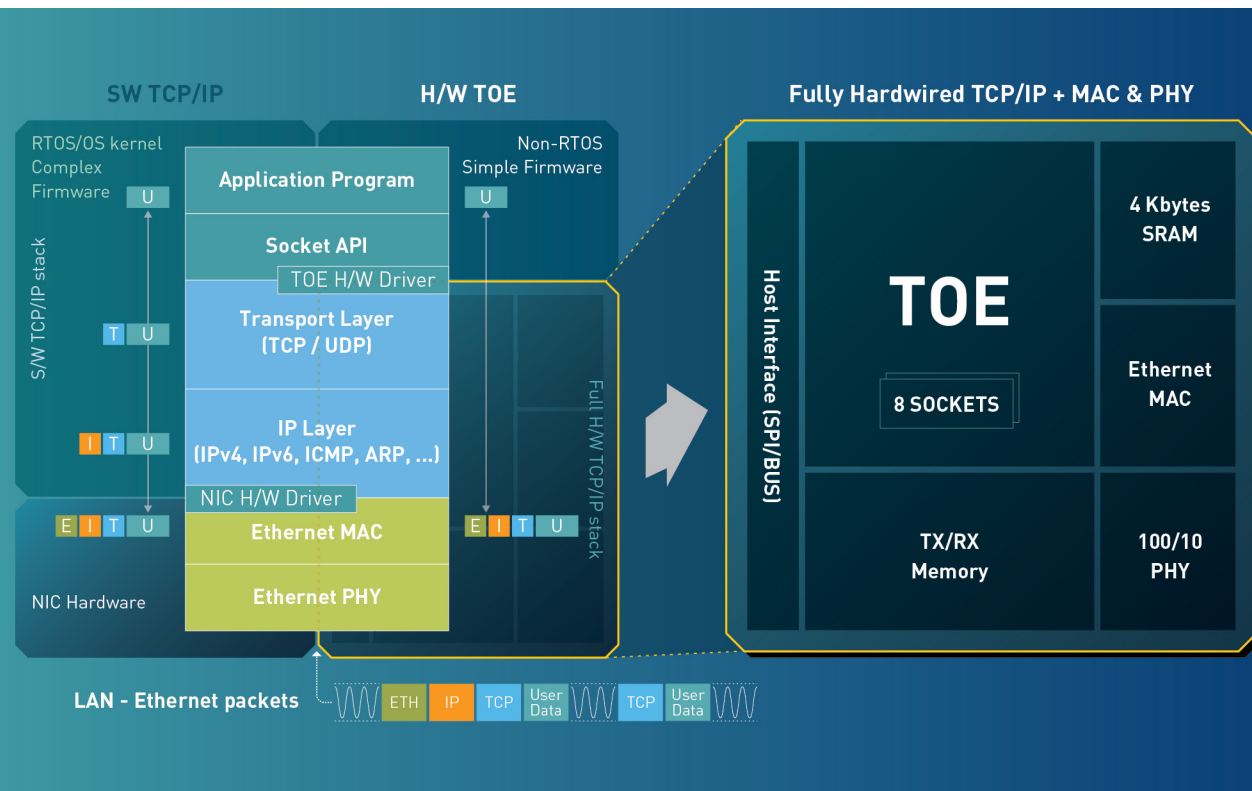 SW TCP/IP
H/W TOE
Fully Hardwired TCP/IP + MAC & PHY
RTOS/OS kernel
Complex
Firmware
U
S/W TCP/IP stack
T U
I T U
E I T U
NIC Hardware
Application Program
Socket API
TOE H/W Driver
Transport Layer
(TCP / UDP)
IP Layer
(IPv4, IPv6, ICMP, ARP, ...)
NIC H/W Driver
Ethernet MAC
Ethernet PHY
Non-RTOS
Simple Firmware
U
E I T U
Full H/W TCP/IP stack
Host Interface (SPI/BUS)
TOE
8 SOCKETS
TX/RX
Memory
4 Kbytes
SRAM
Ethernet
MAC
100/10
PHY
LAN - Ethernet packets
ETH
IP
TCP
User
Data
TCP
User
Data